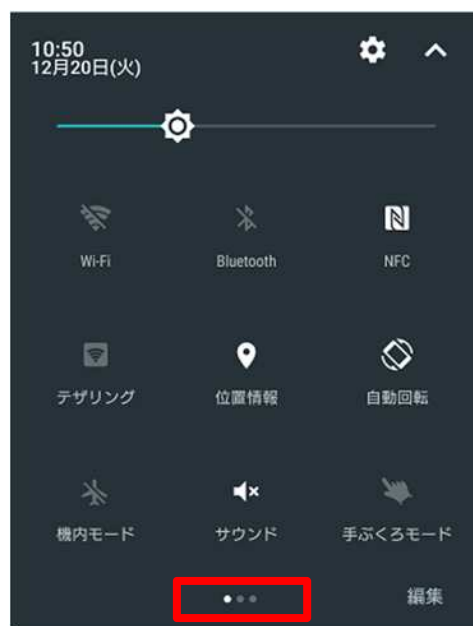 10:50
12月20日(火)
Wi-Fi
Bluetooth
NFC
テザリング
位置情報
自動回転
機内モード
サウンド
手ぶくろモード
編集